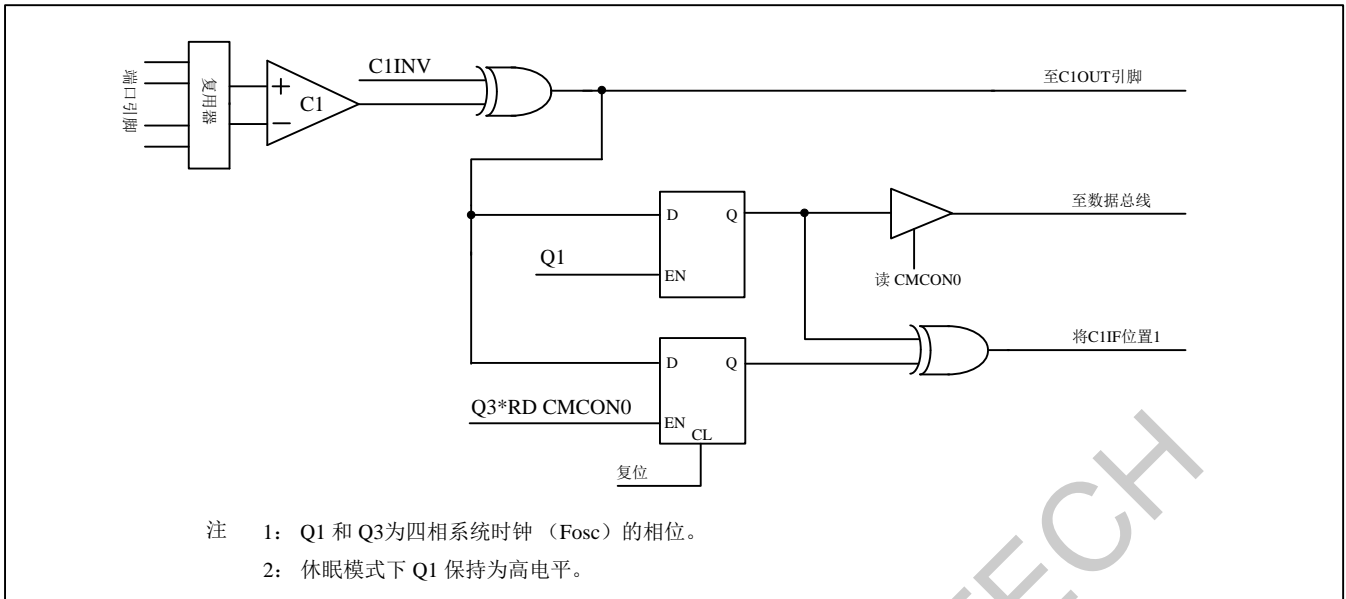 端口引脚
复用器
+
−
C1
C1INV
至C1OUT引脚
D
Q
Q1
EN
至数据总线
读 CMCON0
D
Q
Q3*RD CMCON0
EN
CL
复位
将C1IF位置1
注 1： Q1 和 Q3为四相系统时钟 （Fosc）的相位。
2： 休眠模式下 Q1 保持为高电平。
TECH